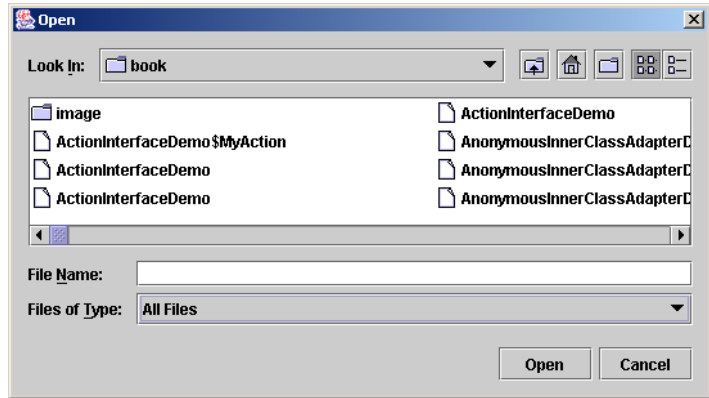 Open
Look In: book
image
ActionInterfaceDemo$MyAction
ActionInterfaceDemo
ActionInterfaceDemo
ActionInterfaceDemo
AnonymousInnerClassAdapterD
AnonymousInnerClassAdapterD
AnonymousInnerClassAdapterD
File Name:
Files of Type: All Files
Open Cancel